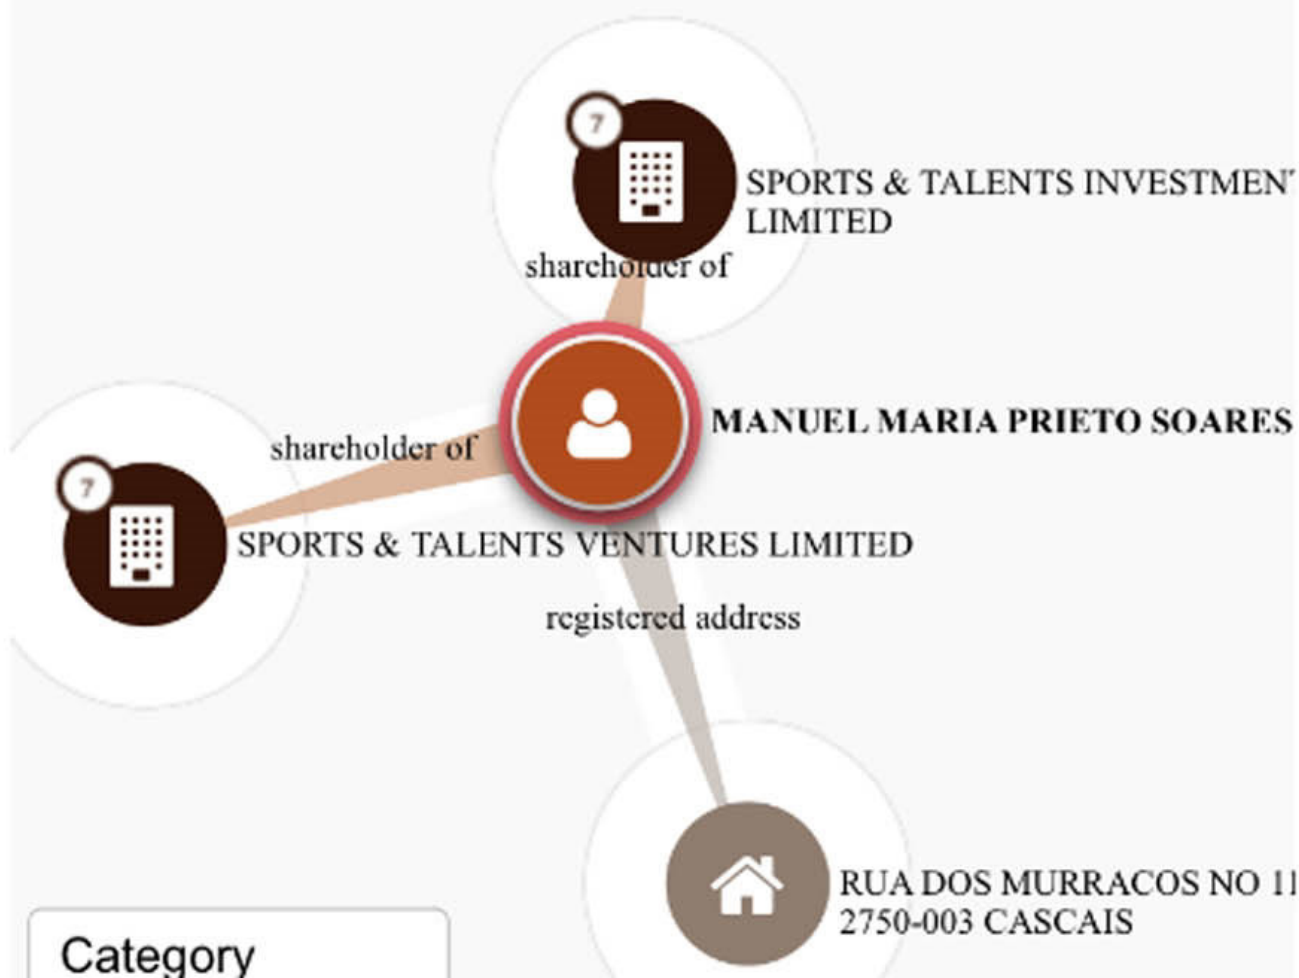 7
SPORTS & TALENTS INVESTMEN
LIMITED
shareholder of
MANUEL MARIA PRIETO SOARES
shareholder of
7
SPORTS & TALENTS VENTURES LIMITED
registered address
RUA DOS MURRACOS NO 11
2750-003 CASCAIS
Category